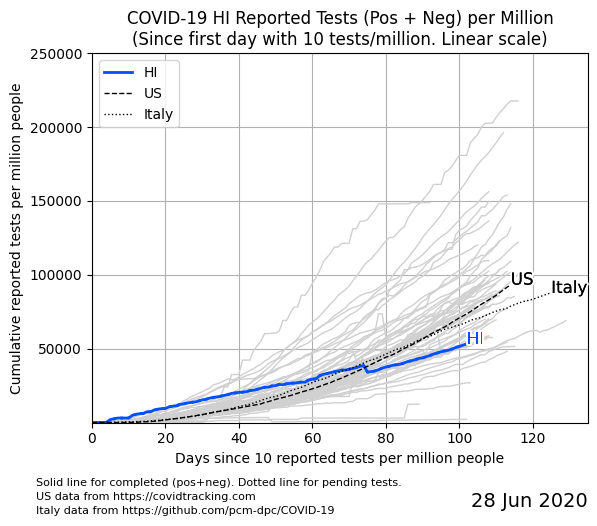 COVID-19 HI Reported Tests (Pos + Neg) per Million
(Since first day with 10 tests/million. Linear scale)
250000
200000
150000
100000
50000
Cumulative reported tests per million people
HI
US
Italy
US
Italy
HI
0
20
40
60
80
100
120
Days since 10 reported tests per million people
Solid line for completed (pos+neg). Dotted line for pending tests.
US data from https://covidtracking.com
Italy data from https://github.com/pcm-dpc/COVID-19
28 Jun 2020